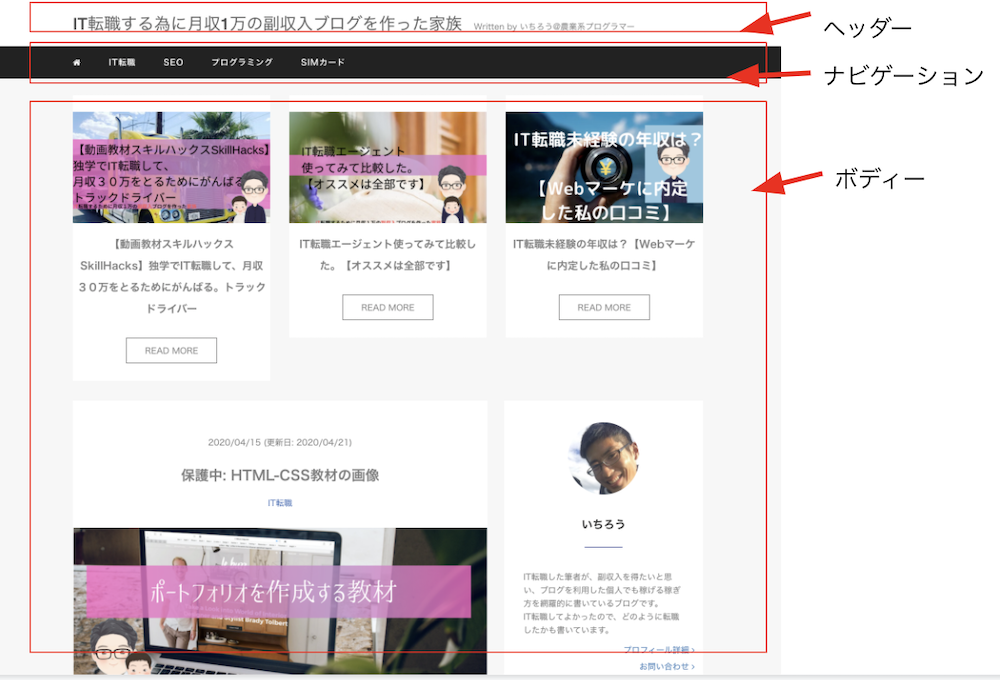 IT転職する為に月収1万の副収入ブログを作った家族 Written by いちろう@農業系プログラマー
ヘッダー
IT転職 SEO プログラミング SIMカード
ナビゲーション
【動画教材スキルハックスSkillHacks】
独学でIT転職して、
月収３０万をとるためにがんばる
トラックドライバー
IT転職エージェント
使ってみて比較した。
【オススメは全部です】
IT転職未経験の年収は？
【Webマーケに内定
した私の口コミ】
ボディー
【動画教材スキルハックス
SkillHacks】独学でIT転職して、月収
３０万をとるためにがんばる。トラック
ドライバー
READ MORE
IT転職エージェント使ってみて比較し
た。【オススメは全部です】
READ MORE
IT転職未経験の年収は？【Webマーケ
に内定した私の口コミ】
READ MORE
2020/04/15 (更新日: 2020/04/21)
保護中: HTML-CSS教材の画像
IT転職
ポートフォリオを作成する教材
いちろう
IT転職した筆者が、副収入を得たいと思
い、ブログを利用した個人でも稼げる稼ぎ
方を網羅的に書いているブログです。
IT転職してよかったので、どのように転職
したかも書いています。
プロフィール詳細 ›
お問い合わせ ›